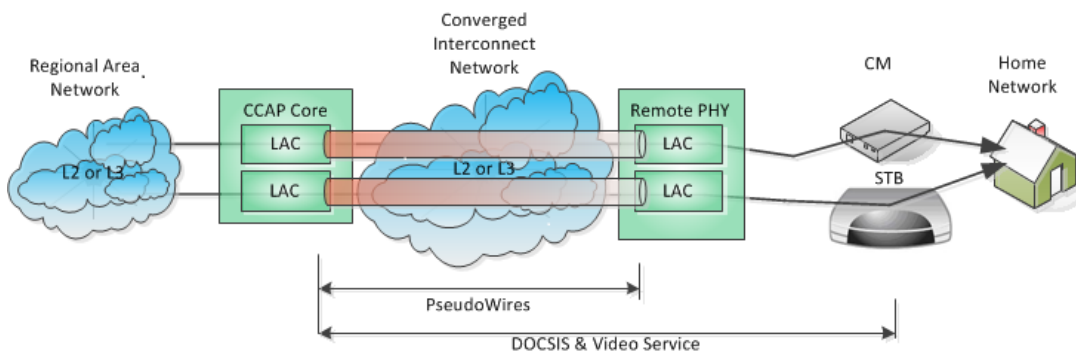 Converged
Interconnect
Network
Regional Area.
Network
CM
Home
Network
CCAP Core
Remote PHY
LAC
LAC
L2 or L3
L2 or L3
STB
LAC
LAC
PseudoWires
DOCSIS & Video Service